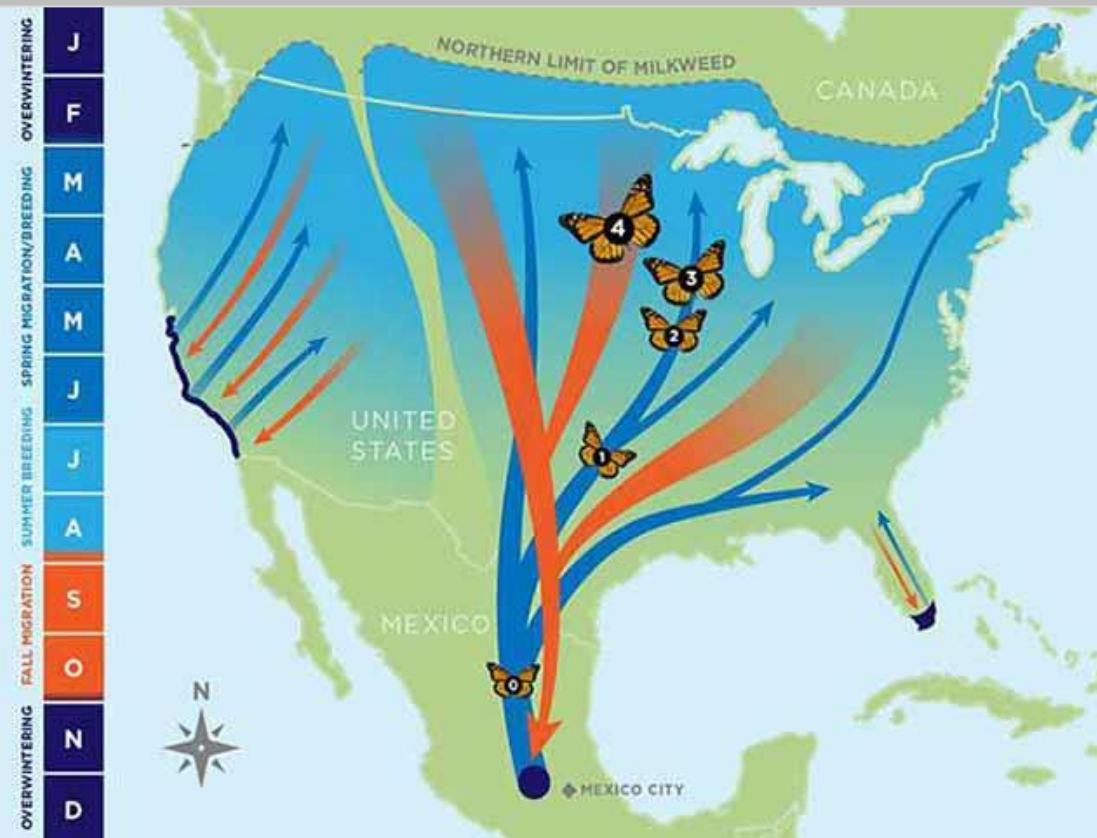 OVERWINTERING
SPRING MIGRATION/BREEDING
SUMMER BREEDING
FALL MIGRATION
OVERWINTERING
J
F
M
A
M
J
J
A
S
O
N
D
NORTHERN LIMIT OF MILKWEED
CANADA
4
3
2
UNITED
STATES
1
MEXICO
0
N
MEXICO CITY